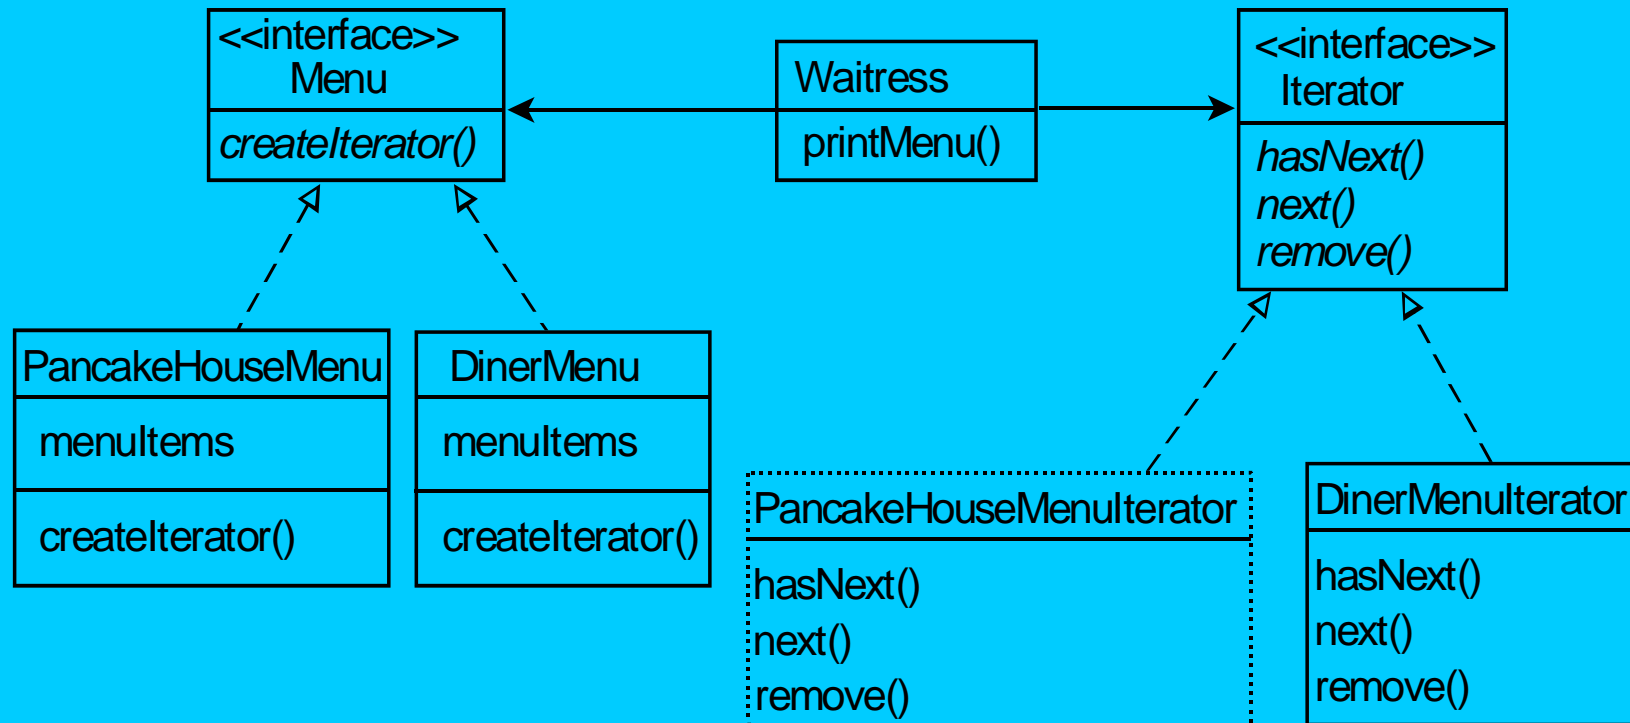 <<interface>>
Menu
createIterator()
Waitress
printMenu()
<<interface>>
Iterator
hasNext()
next()
remove()
PancakeHouseMenu
menuItems
createIterator()
DinerMenu
menuItems
createIterator()
PancakeHouseMenuIterator
hasNext()
next()
remove()
DinerMenuIterator
hasNext()
next()
remove()